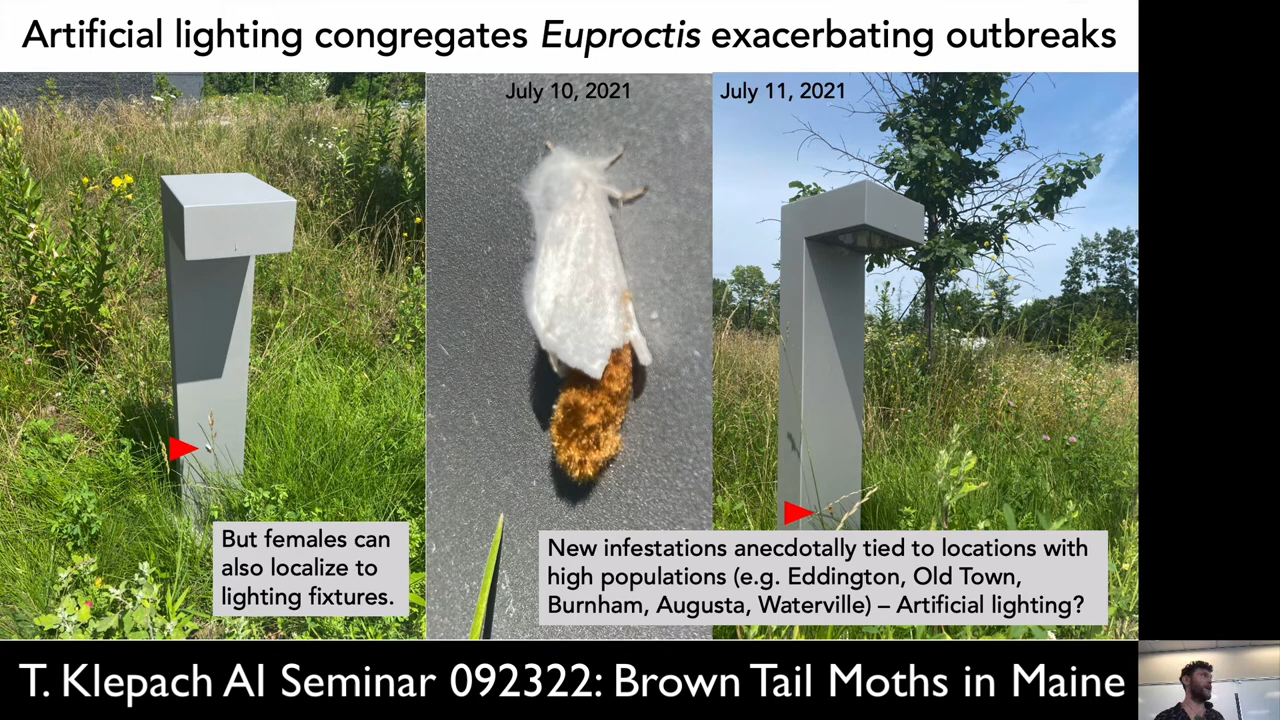 Artificial lighting congregates Euproctis exacerbating outbreaks
July 10, 2021
July 11, 2021
But females can
also localize to
lighting fixtures.
New infestations anecdotally tied to locations with
high populations (e.g. Eddington, Old Town,
Burnham, Augusta, Waterville) – Artificial lighting?
T. Klepach AI Seminar 092322: Brown Tail Moths in Maine